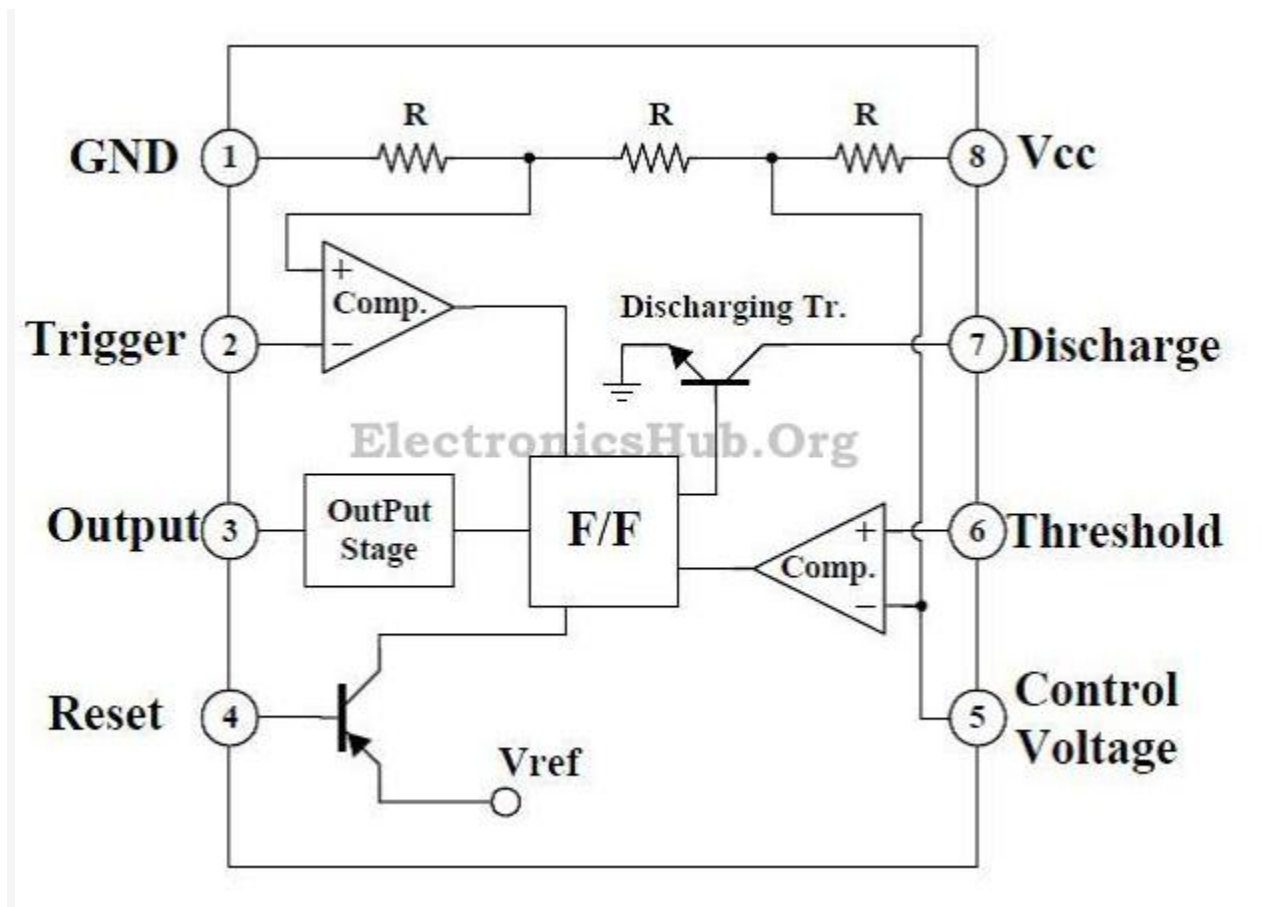 R
R
R
GND
1
8
Vcc
+
Comp.
−
Trigger
2
Discharging Tr.
7
Discharge
ElectronicsHub.Org
Output
3
OutPut
Stage
F/F
+
Comp.
−
6
Threshold
Reset
4
Vref
5
Control
Voltage